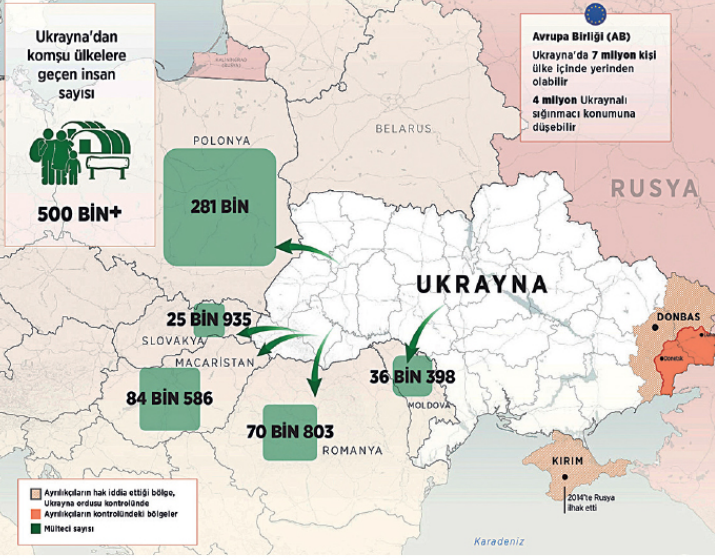 Ukrayna'dan
komşu ülkelere
geçen insan
sayısı
500 BİN+
Avrupa Birliği (AB)
Ukrayna'da 7 milyon kişi
ülke içinde yerinden
olabilir
4 milyon Ukraynalı
sığınmacı konumuna
düşebilir
POLONYA
281 BİN
BELARUS
RUSYA
UKRAYNA
25 BİN 935
SLOVAKYA
MACARİSTAN
84 BİN 586
70 BİN 803
ROMANYA
36 BİN 398
MOLDOVA
DONBAS
Donetsk
KIRIM
2014'te Rusya
ilhak etti
Karadeniz
Ayrılıkçıların hak iddia ettiği bölge,
Ukrayna ordusu kontrolünde
Ayrılıkçıların kontrolündeki bölgeler
Mülteci sayısı